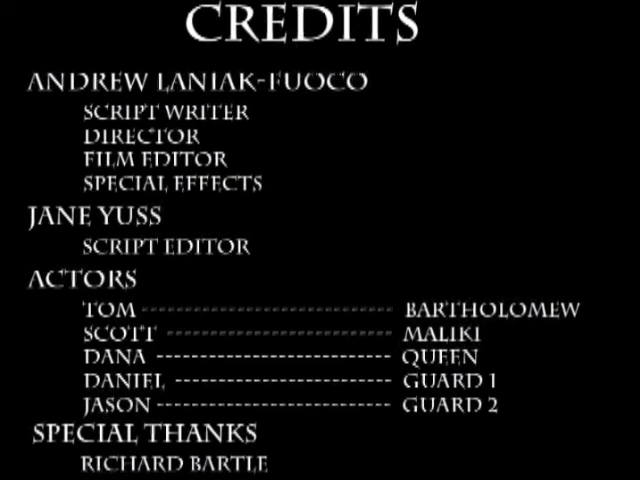 CREDITS
ANDREW LANIAK-FUOCO
SCRIPT WRITER
DIRECTOR
FILM EDITOR
SPECIAL EFFECTS
JANE YUSS
SCRIPT EDITOR
ACTORS
TOM ---------------------------- BARTHOLOMEW
SCOTT ------------------------- MALIKI
DANA -------------------------- QUEEN
DANIEL ------------------------ GUARD 1
JASON -------------------------- GUARD 2
SPECIAL THANKS
RICHARD BARTLE